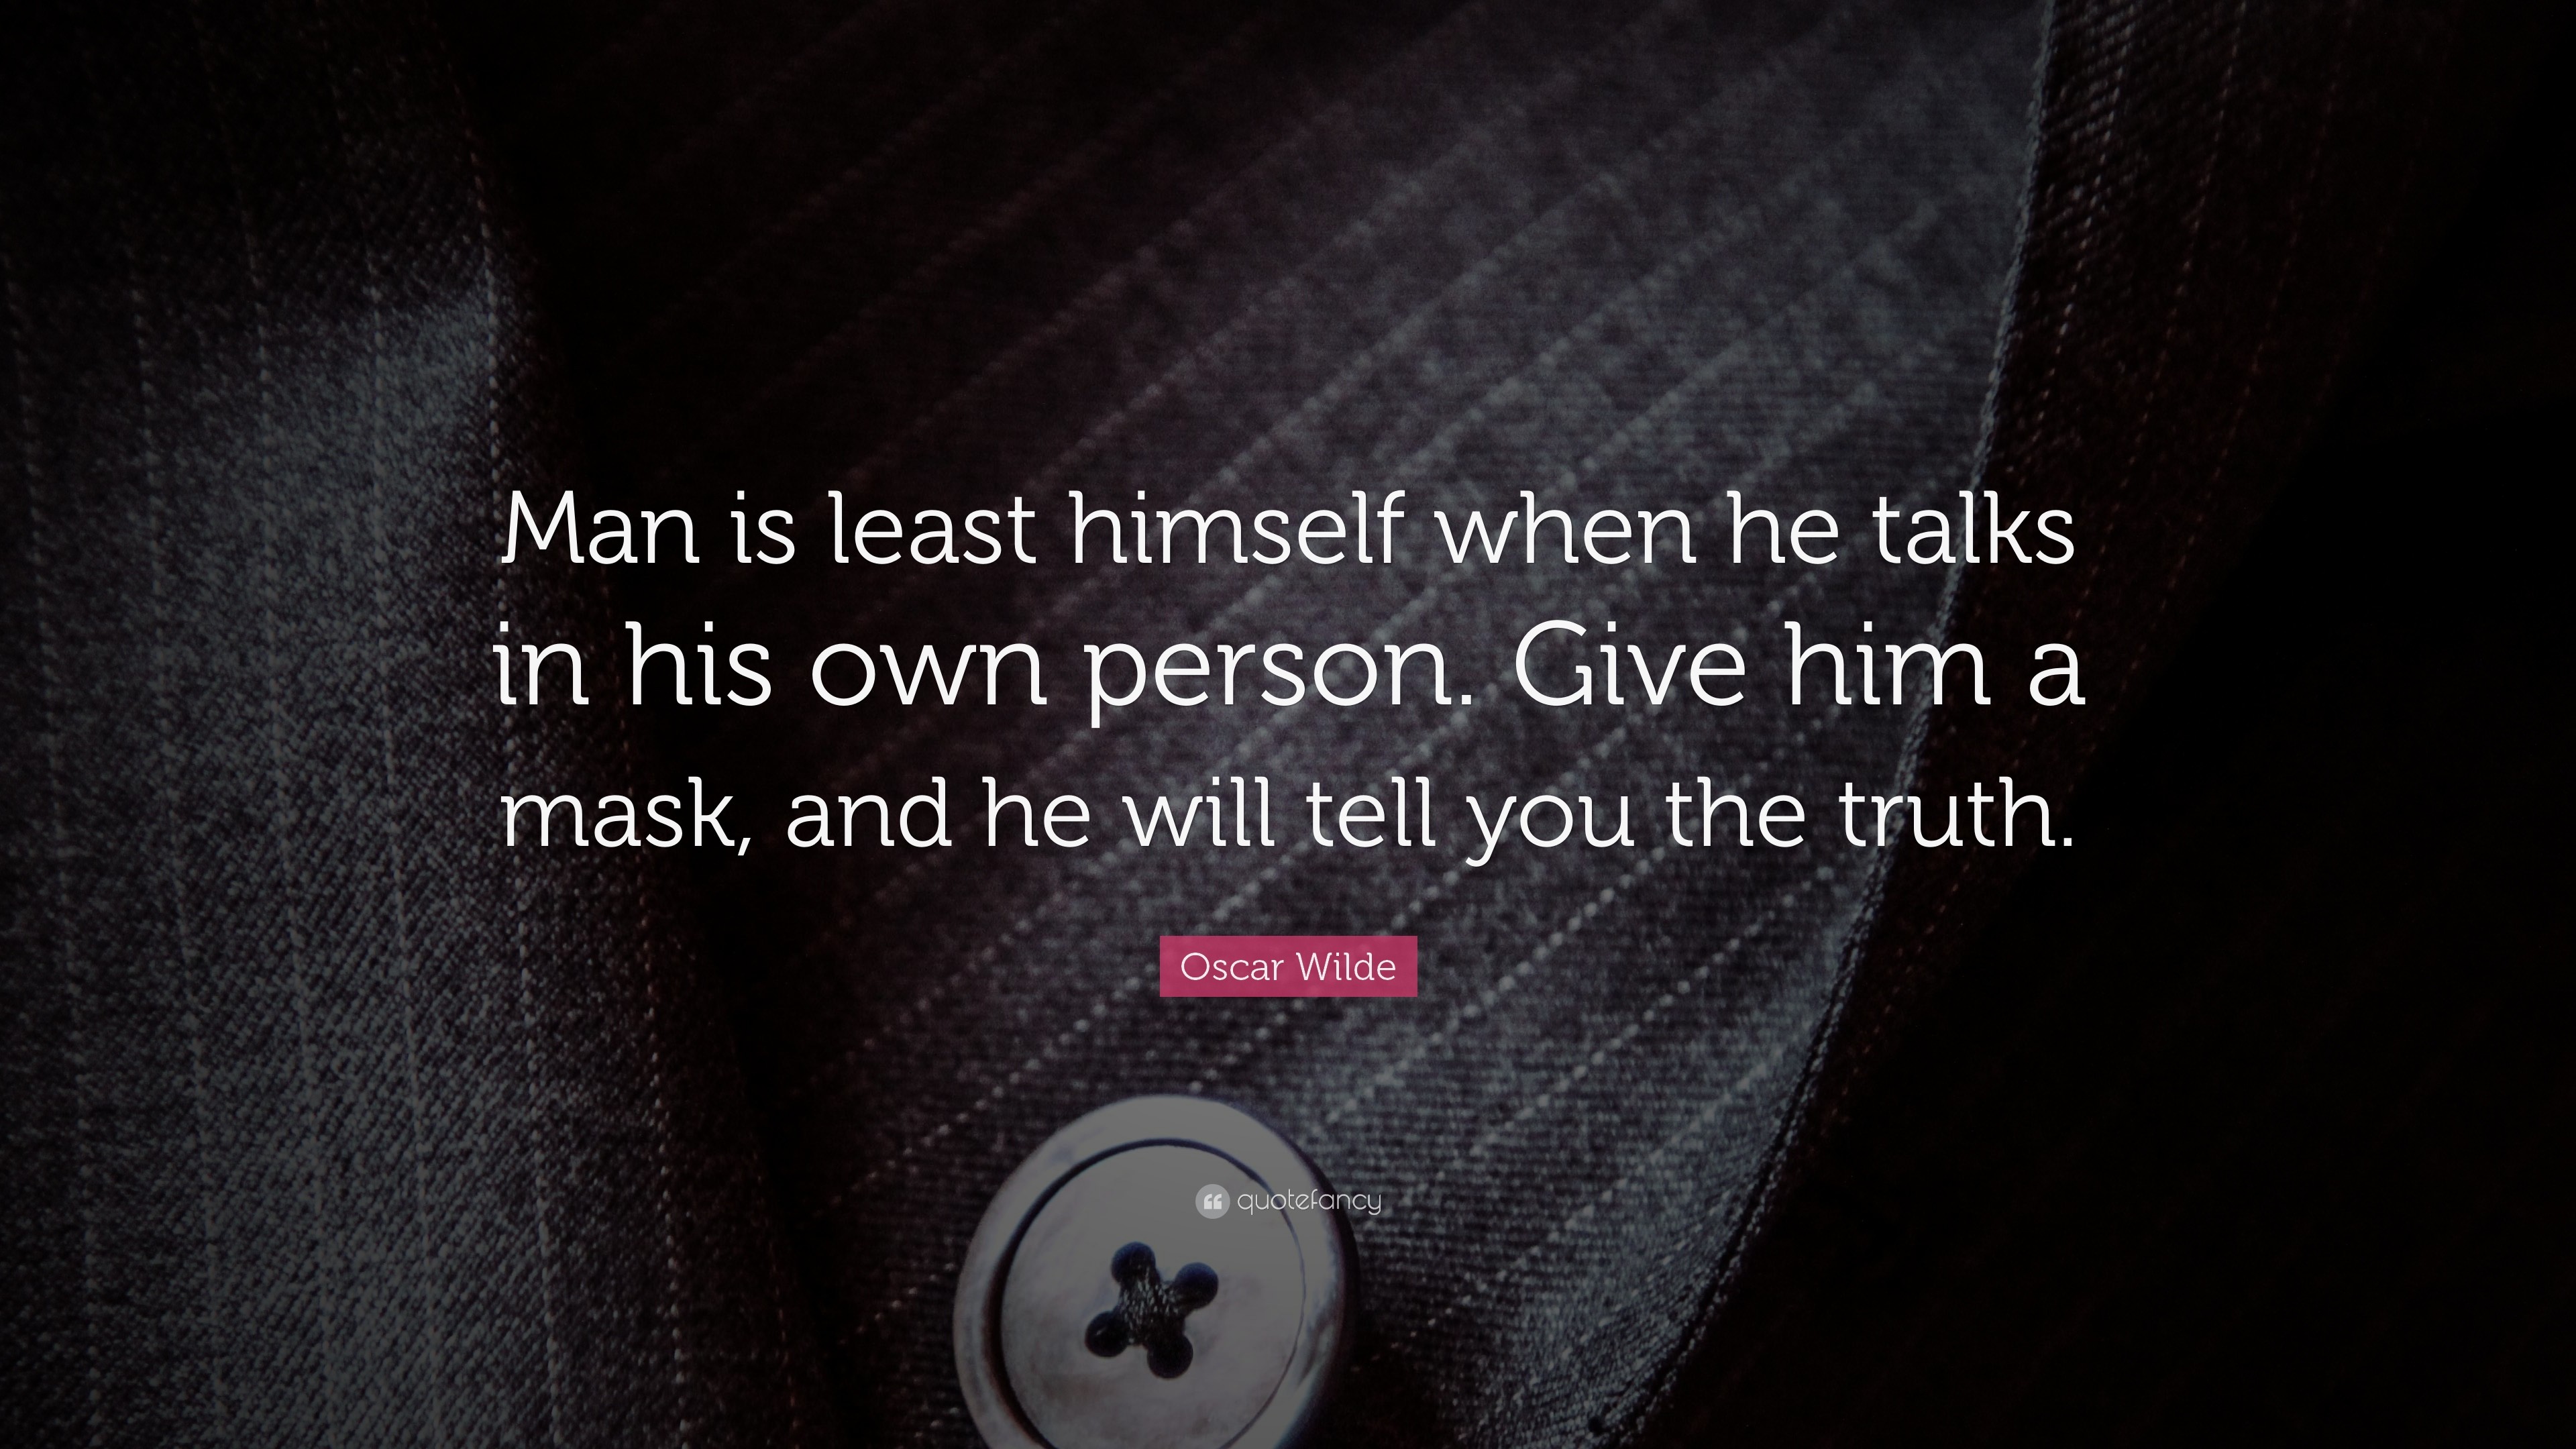 Man is least himself when he talks
in his own person. Give him a
mask, and he will tell you the truth.
Oscar Wilde
quotefancy